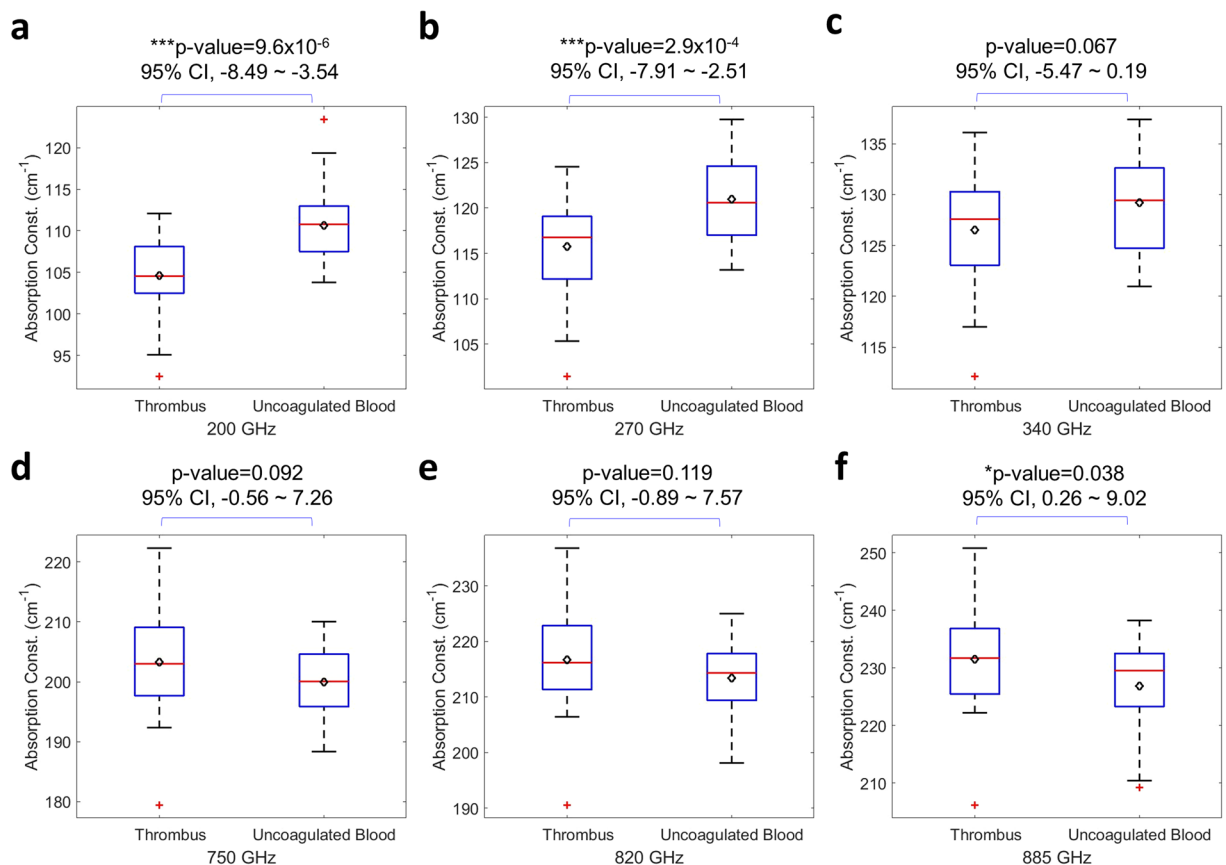 a
***p-value=9.6x10⁻⁶
95% CI, -8.49 ~ -3.54
Absorption Const. (cm⁻¹)
120
115
110
105
100
95
Thrombus Uncoagulated Blood
200 GHz
b
***p-value=2.9x10⁻⁴
95% CI, -7.91 ~ -2.51
Absorption Const. (cm⁻¹)
130
125
120
115
110
105
Thrombus Uncoagulated Blood
270 GHz
c
p-value=0.067
95% CI, -5.47 ~ 0.19
Absorption Const. (cm⁻¹)
135
130
125
120
115
Thrombus Uncoagulated Blood
340 GHz
d
p-value=0.092
95% CI, -0.56 ~ 7.26
Absorption Const. (cm⁻¹)
220
210
200
190
180
Thrombus Uncoagulated Blood
750 GHz
e
p-value=0.119
95% CI, -0.89 ~ 7.57
Absorption Const. (cm⁻¹)
230
220
210
200
190
Thrombus Uncoagulated Blood
820 GHz
f
*p-value=0.038
95% CI, 0.26 ~ 9.02
Absorption Const. (cm⁻¹)
250
240
230
220
210
Thrombus Uncoagulated Blood
885 GHz